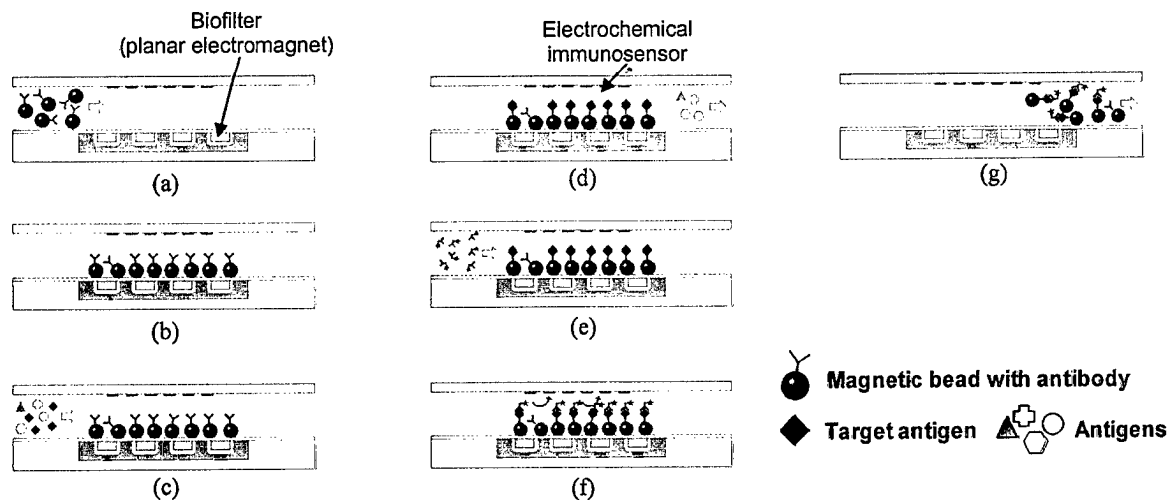 Biofilter
(planar electromagnet)
Electrochemical
immunosensor
(a)
(d)
(g)
(b)
(e)
Magnetic bead with antibody
Target antigen
Antigens
(c)
(f)